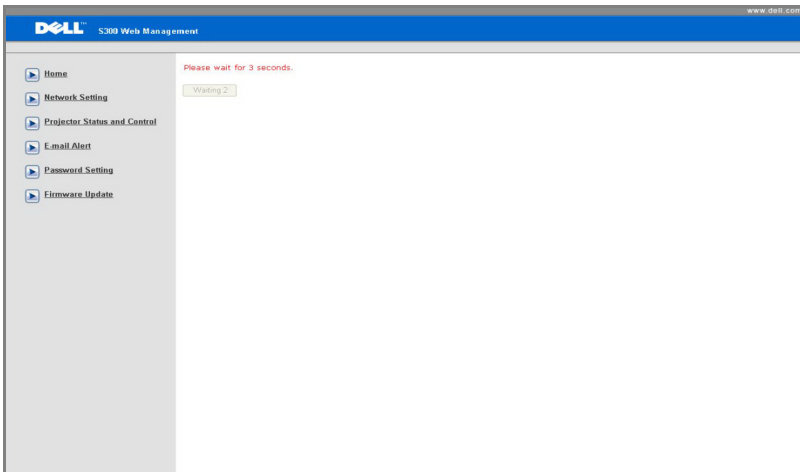 www.dell.com
DELL™ S300 Web Management
Home
Network Setting
Projector Status and Control
E-mail Alert
Password Setting
Firmware Update
Please wait for 3 seconds.
Waiting 2